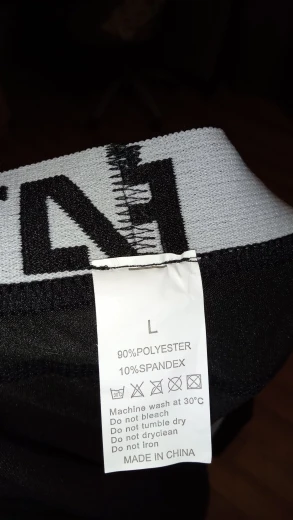 L
90%POLYESTER
10%SPANDEX
Machine wash at 30°C
Do not bleach
Do not tumble dry
Do not dryclean
Do not Iron
MADE IN CHINA